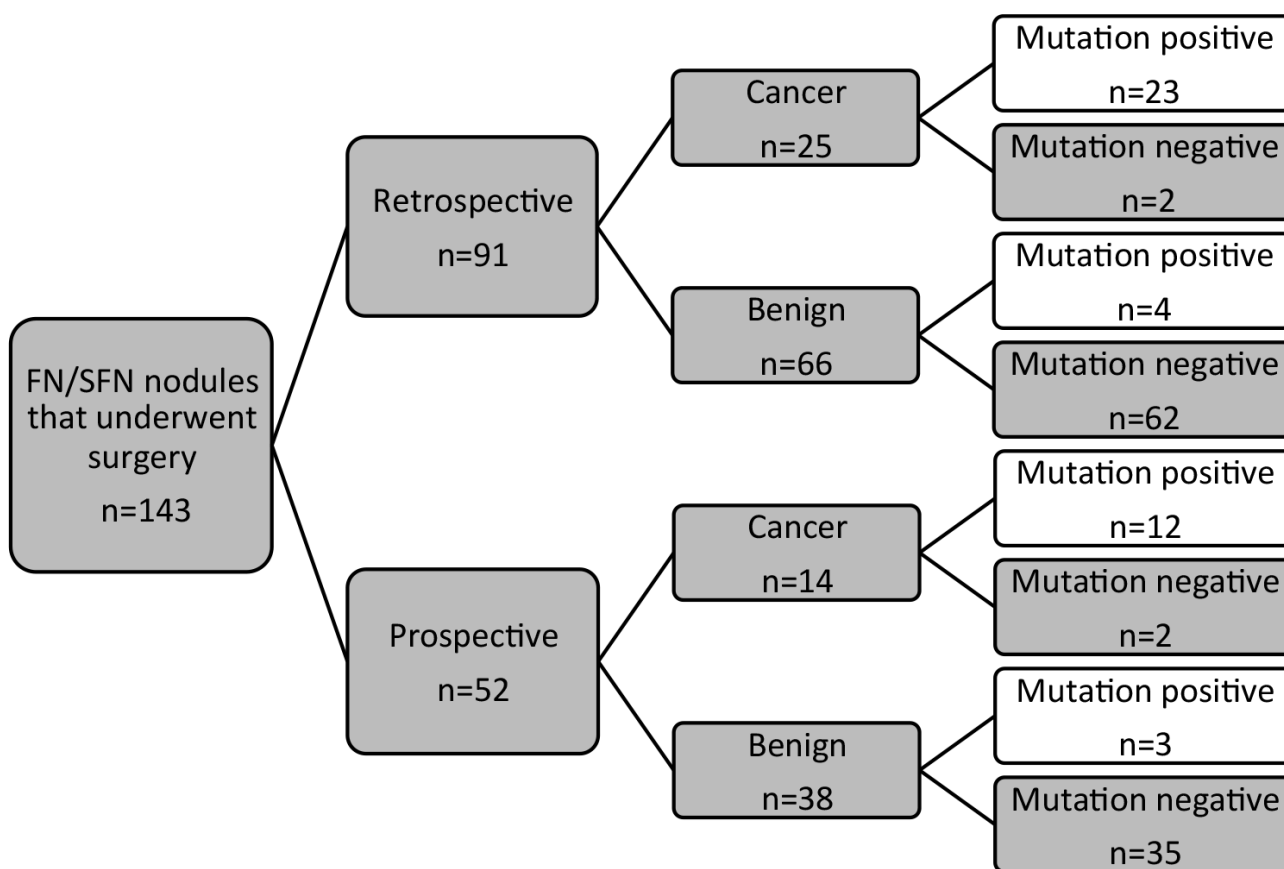 FN/SFN nodules
that underwent
surgery
n=143
Retrospective
n=91
Prospective
n=52
Cancer
n=25
Benign
n=66
Cancer
n=14
Benign
n=38
Mutation positive
n=23
Mutation negative
n=2
Mutation positive
n=4
Mutation negative
n=62
Mutation positive
n=12
Mutation negative
n=2
Mutation positive
n=3
Mutation negative
n=35